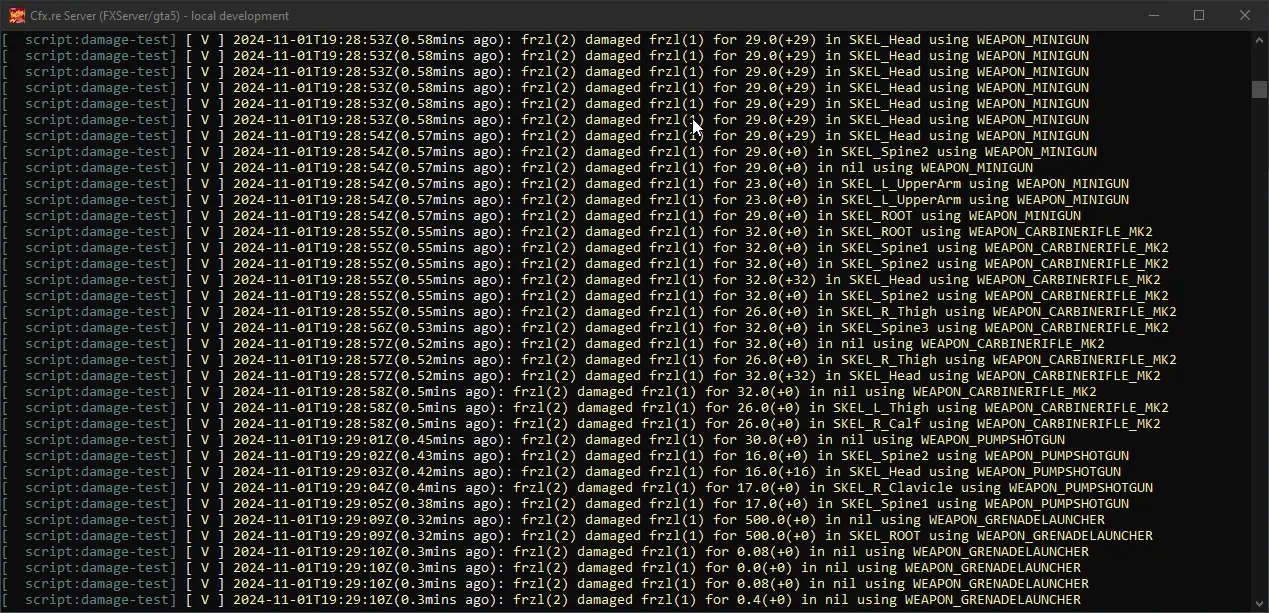 Cfx.re Server (FXServer/gta5) - local development
[ script:damage-test] [ V ] 2024-11-01T19:28:53Z(0.58mins ago): frzl(2) damaged frzl(1) for 29.0(+29) in SKEL_Head using WEAPON_MINIGUN
[ script:damage-test] [ V ] 2024-11-01T19:28:53Z(0.58mins ago): frzl(2) damaged frzl(1) for 29.0(+29) in SKEL_Head using WEAPON_MINIGUN
[ script:damage-test] [ V ] 2024-11-01T19:28:53Z(0.58mins ago): frzl(2) damaged frzl(1) for 29.0(+29) in SKEL_Head using WEAPON_MINIGUN
[ script:damage-test] [ V ] 2024-11-01T19:28:53Z(0.58mins ago): frzl(2) damaged frzl(1) for 29.0(+29) in SKEL_Head using WEAPON_MINIGUN
[ script:damage-test] [ V ] 2024-11-01T19:28:53Z(0.58mins ago): frzl(2) damaged frzl(1) for 29.0(+29) in SKEL_Head using WEAPON_MINIGUN
[ script:damage-test] [ V ] 2024-11-01T19:28:53Z(0.58mins ago): frzl(2) damaged frzl(1) for 29.0(+29) in SKEL_Head using WEAPON_MINIGUN
[ script:damage-test] [ V ] 2024-11-01T19:28:54Z(0.57mins ago): frzl(2) damaged frzl(1) for 29.0(+29) in SKEL_Head using WEAPON_MINIGUN
[ script:damage-test] [ V ] 2024-11-01T19:28:54Z(0.57mins ago): frzl(2) damaged frzl(1) for 29.0(+0) in SKEL_Spine2 using WEAPON_MINIGUN
[ script:damage-test] [ V ] 2024-11-01T19:28:54Z(0.57mins ago): frzl(2) damaged frzl(1) for 29.0(+0) in nil using WEAPON_MINIGUN
[ script:damage-test] [ V ] 2024-11-01T19:28:54Z(0.57mins ago): frzl(2) damaged frzl(1) for 23.0(+0) in SKEL_L_UpperArm using WEAPON_MINIGUN
[ script:damage-test] [ V ] 2024-11-01T19:28:54Z(0.57mins ago): frzl(2) damaged frzl(1) for 23.0(+0) in SKEL_L_UpperArm using WEAPON_MINIGUN
[ script:damage-test] [ V ] 2024-11-01T19:28:54Z(0.57mins ago): frzl(2) damaged frzl(1) for 29.0(+0) in SKEL_ROOT using WEAPON_MINIGUN
[ script:damage-test] [ V ] 2024-11-01T19:28:55Z(0.55mins ago): frzl(2) damaged frzl(1) for 32.0(+0) in SKEL_ROOT using WEAPON_CARBINERIFLE_MK2
[ script:damage-test] [ V ] 2024-11-01T19:28:55Z(0.55mins ago): frzl(2) damaged frzl(1) for 32.0(+0) in SKEL_Spine1 using WEAPON_CARBINERIFLE_MK2
[ script:damage-test] [ V ] 2024-11-01T19:28:55Z(0.55mins ago): frzl(2) damaged frzl(1) for 32.0(+0) in SKEL_Spine2 using WEAPON_CARBINERIFLE_MK2
[ script:damage-test] [ V ] 2024-11-01T19:28:55Z(0.55mins ago): frzl(2) damaged frzl(1) for 32.0(+32) in SKEL_Head using WEAPON_CARBINERIFLE_MK2
[ script:damage-test] [ V ] 2024-11-01T19:28:55Z(0.55mins ago): frzl(2) damaged frzl(1) for 32.0(+0) in SKEL_Spine2 using WEAPON_CARBINERIFLE_MK2
[ script:damage-test] [ V ] 2024-11-01T19:28:55Z(0.55mins ago): frzl(2) damaged frzl(1) for 26.0(+0) in SKEL_R_Thigh using WEAPON_CARBINERIFLE_MK2
[ script:damage-test] [ V ] 2024-11-01T19:28:56Z(0.53mins ago): frzl(2) damaged frzl(1) for 32.0(+0) in SKEL_Spine3 using WEAPON_CARBINERIFLE_MK2
[ script:damage-test] [ V ] 2024-11-01T19:28:57Z(0.52mins ago): frzl(2) damaged frzl(1) for 32.0(+0) in nil using WEAPON_CARBINERIFLE_MK2
[ script:damage-test] [ V ] 2024-11-01T19:28:57Z(0.52mins ago): frzl(2) damaged frzl(1) for 26.0(+0) in SKEL_R_Thigh using WEAPON_CARBINERIFLE_MK2
[ script:damage-test] [ V ] 2024-11-01T19:28:57Z(0.52mins ago): frzl(2) damaged frzl(1) for 32.0(+32) in SKEL_Head using WEAPON_CARBINERIFLE_MK2
[ script:damage-test] [ V ] 2024-11-01T19:28:58Z(0.5mins ago): frzl(2) damaged frzl(1) for 32.0(+0) in nil using WEAPON_CARBINERIFLE_MK2
[ script:damage-test] [ V ] 2024-11-01T19:28:58Z(0.5mins ago): frzl(2) damaged frzl(1) for 26.0(+0) in SKEL_L_Thigh using WEAPON_CARBINERIFLE_MK2
[ script:damage-test] [ V ] 2024-11-01T19:28:58Z(0.5mins ago): frzl(2) damaged frzl(1) for 26.0(+0) in SKEL_R_Calf using WEAPON_CARBINERIFLE_MK2
[ script:damage-test] [ V ] 2024-11-01T19:29:01Z(0.45mins ago): frzl(2) damaged frzl(1) for 30.0(+0) in nil using WEAPON_PUMPSHOTGUN
[ script:damage-test] [ V ] 2024-11-01T19:29:02Z(0.43mins ago): frzl(2) damaged frzl(1) for 16.0(+0) in SKEL_Spine2 using WEAPON_PUMPSHOTGUN
[ script:damage-test] [ V ] 2024-11-01T19:29:03Z(0.42mins ago): frzl(2) damaged frzl(1) for 16.0(+16) in SKEL_Head using WEAPON_PUMPSHOTGUN
[ script:damage-test] [ V ] 2024-11-01T19:29:04Z(0.4mins ago): frzl(2) damaged frzl(1) for 17.0(+0) in SKEL_R_Clavicle using WEAPON_PUMPSHOTGUN
[ script:damage-test] [ V ] 2024-11-01T19:29:05Z(0.38mins ago): frzl(2) damaged frzl(1) for 17.0(+0) in SKEL_Spine1 using WEAPON_PUMPSHOTGUN
[ script:damage-test] [ V ] 2024-11-01T19:29:09Z(0.32mins ago): frzl(2) damaged frzl(1) for 500.0(+0) in nil using WEAPON_GRENADELAUNCHER
[ script:damage-test] [ V ] 2024-11-01T19:29:09Z(0.32mins ago): frzl(2) damaged frzl(1) for 500.0(+0) in SKEL_ROOT using WEAPON_GRENADELAUNCHER
[ script:damage-test] [ V ] 2024-11-01T19:29:10Z(0.3mins ago): frzl(2) damaged frzl(1) for 0.08(+0) in nil using WEAPON_GRENADELAUNCHER
[ script:damage-test] [ V ] 2024-11-01T19:29:10Z(0.3mins ago): frzl(2) damaged frzl(1) for 0.0(+0) in nil using WEAPON_GRENADELAUNCHER
[ script:damage-test] [ V ] 2024-11-01T19:29:10Z(0.3mins ago): frzl(2) damaged frzl(1) for 0.08(+0) in nil using WEAPON_GRENADELAUNCHER
[ script:damage-test] [ V ] 2024-11-01T19:29:10Z(0.3mins ago): frzl(2) damaged frzl(1) for 0.4(+0) in nil using WEAPON_GRENADELAUNCHER